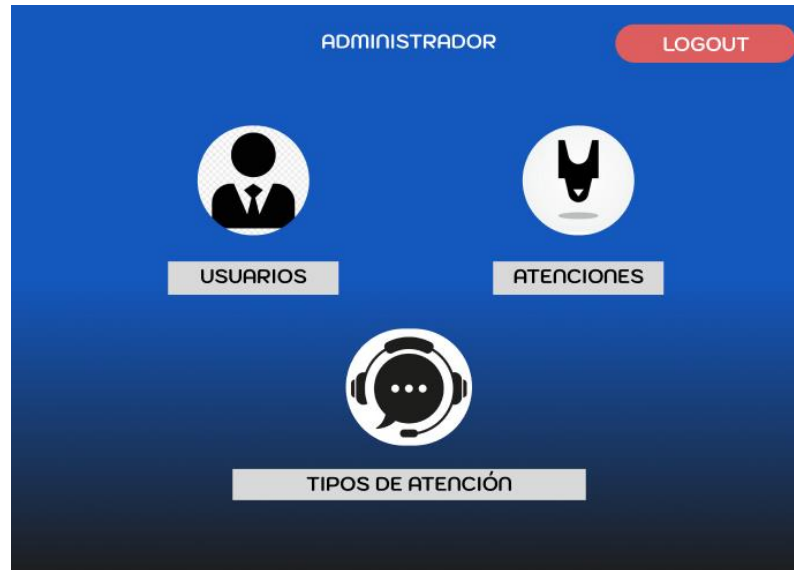 ADMINISTRADOR
LOGOUT
USUARIOS
ATENCIONES
TIPOS DE ATENCIÓN